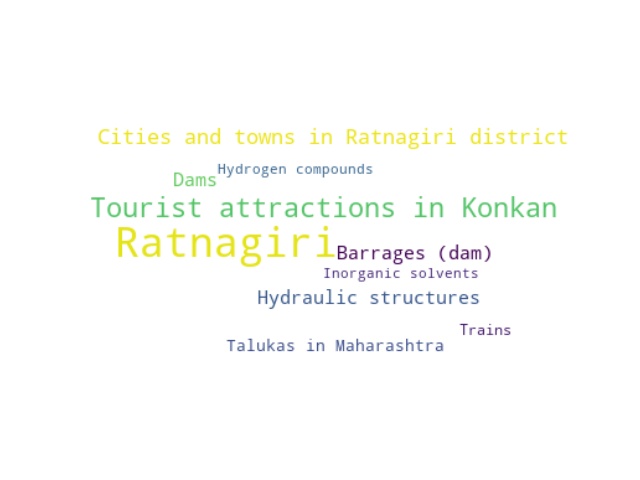 Cities and towns in Ratnagiri district
Hydrogen compounds
Dams
Tourist attractions in Konkan
Ratnagiri
Barrages (dam)
Inorganic solvents
Hydraulic structures
Trains
Talukas in Maharashtra